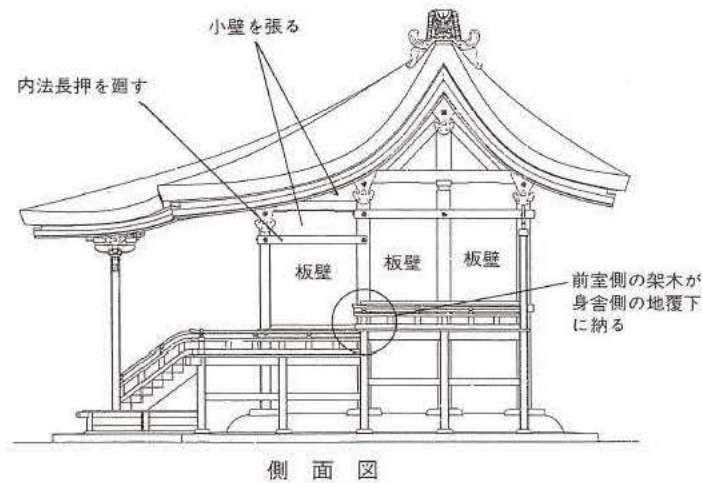 小壁を張る
内法長押を廻す
板壁
板壁
板壁
前室側の架木が
身舎側の地覆下
に納る
側面図